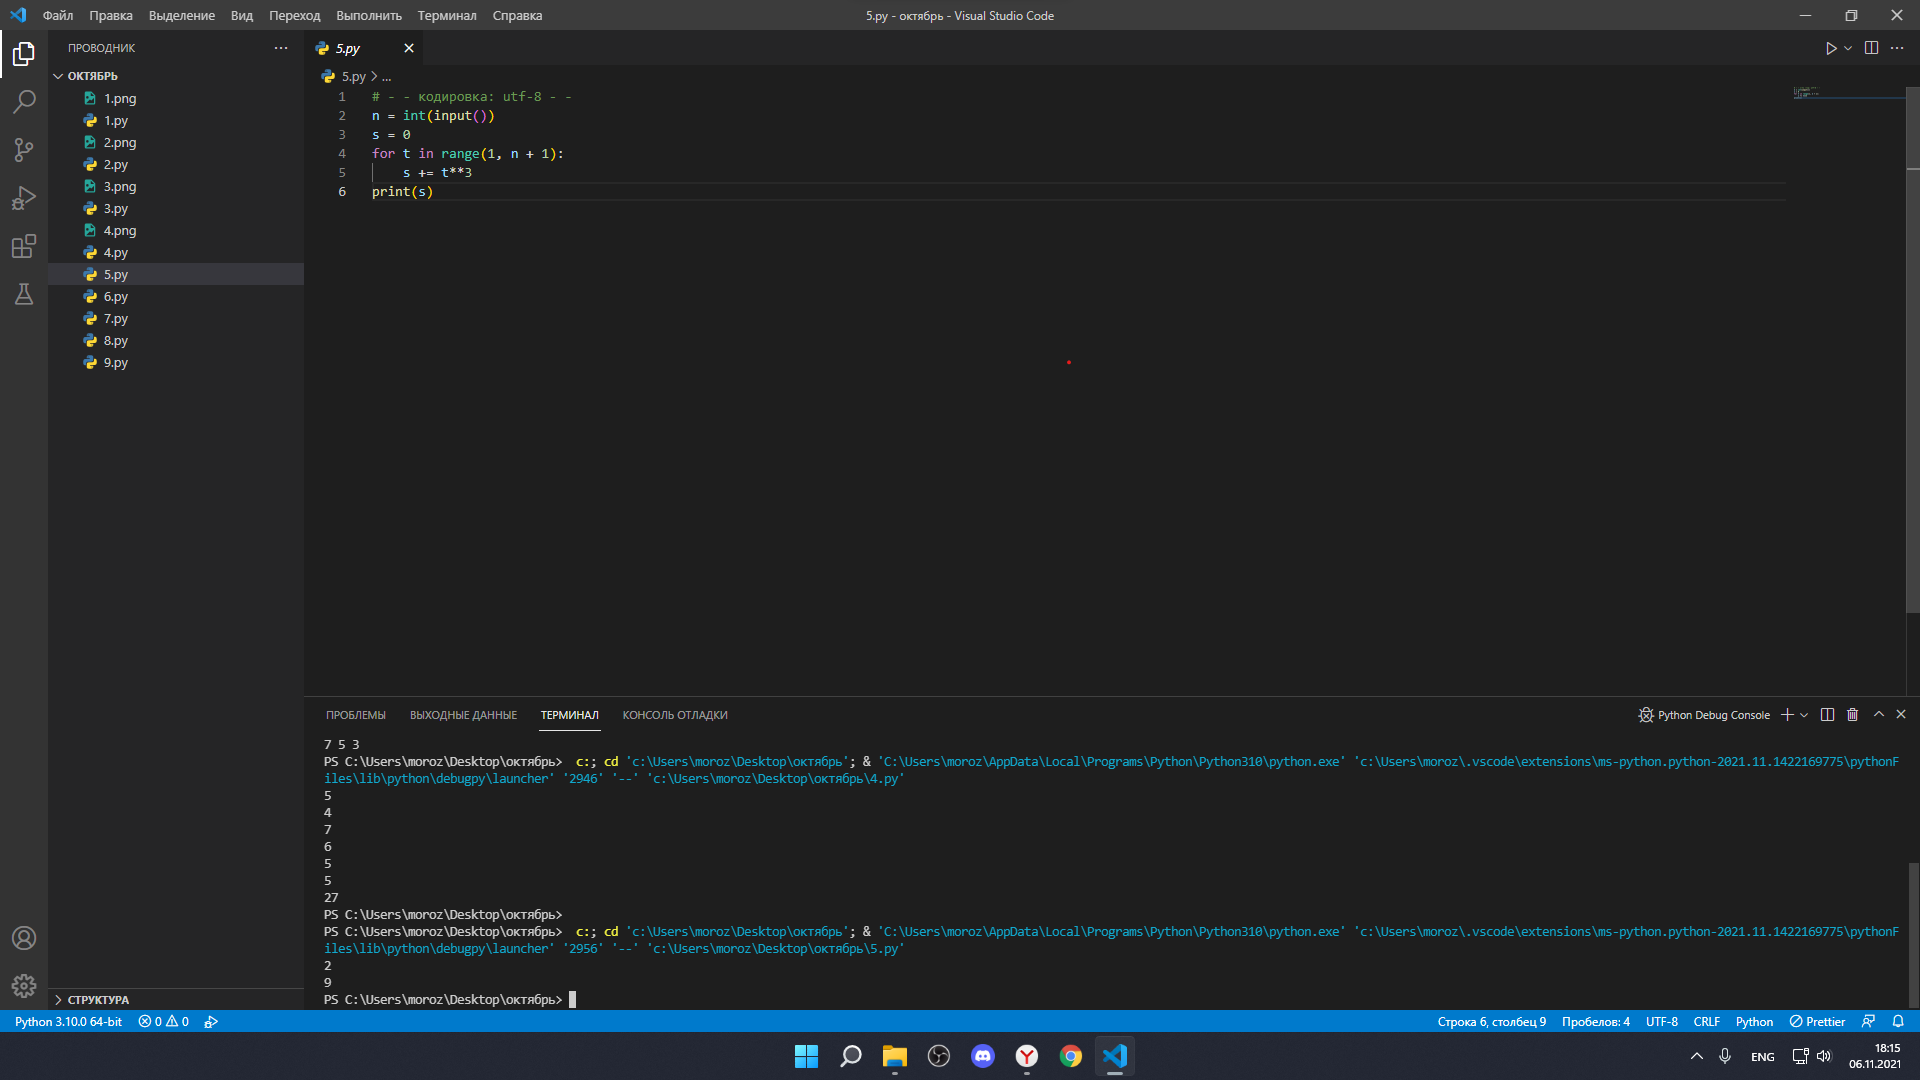 Файл Правка Выделение Вид Переход Выполнить Терминал Справка
5.py - октябрь - Visual Studio Code
ПРОВОДНИК
ОКТЯБРЬ
1.png
1.py
2.png
2.py
3.png
3.py
4.png
4.py
5.py
6.py
7.py
8.py
9.py
СТРУКТУРА
5.py
5.py > ...
1 # - - кодировка: utf-8 - -
2 n = int(input())
3 s = 0
4 for t in range(1, n + 1):
5 s += t**3
6 print(s)
ПРОБЛЕМЫ ВЫХОДНЫЕ ДАННЫЕ ТЕРМИНАЛ КОНСОЛЬ ОТЛАДКИ
Python Debug Console
7 5 3
PS C:\Users\moroz\Desktop\октябрь> c:; cd 'c:\Users\moroz\Desktop\октябрь'; & 'C:\Users\moroz\AppData\Local\Programs\Python\Python310\python.exe' 'c:\Users\moroz\.vscode\extensions\ms-python.python-2021.11.1422169775\pythonF
iles\lib\python\debugpy\launcher' '2946' '--' 'c:\Users\moroz\Desktop\октябрь\4.py'
5
4
7
6
5
5
27
PS C:\Users\moroz\Desktop\октябрь>
PS C:\Users\moroz\Desktop\октябрь> c:; cd 'c:\Users\moroz\Desktop\октябрь'; & 'C:\Users\moroz\AppData\Local\Programs\Python\Python310\python.exe' 'c:\Users\moroz\.vscode\extensions\ms-python.python-2021.11.1422169775\pythonF
iles\lib\python\debugpy\launcher' '2956' '--' 'c:\Users\moroz\Desktop\октябрь\5.py'
2
9
PS C:\Users\moroz\Desktop\октябрь>
Python 3.10.0 64-bit 0 0
Строка 6, столбец 9 Пробелов: 4 UTF-8 CRLF Python Prettier
ENG
18:15
06.11.2021